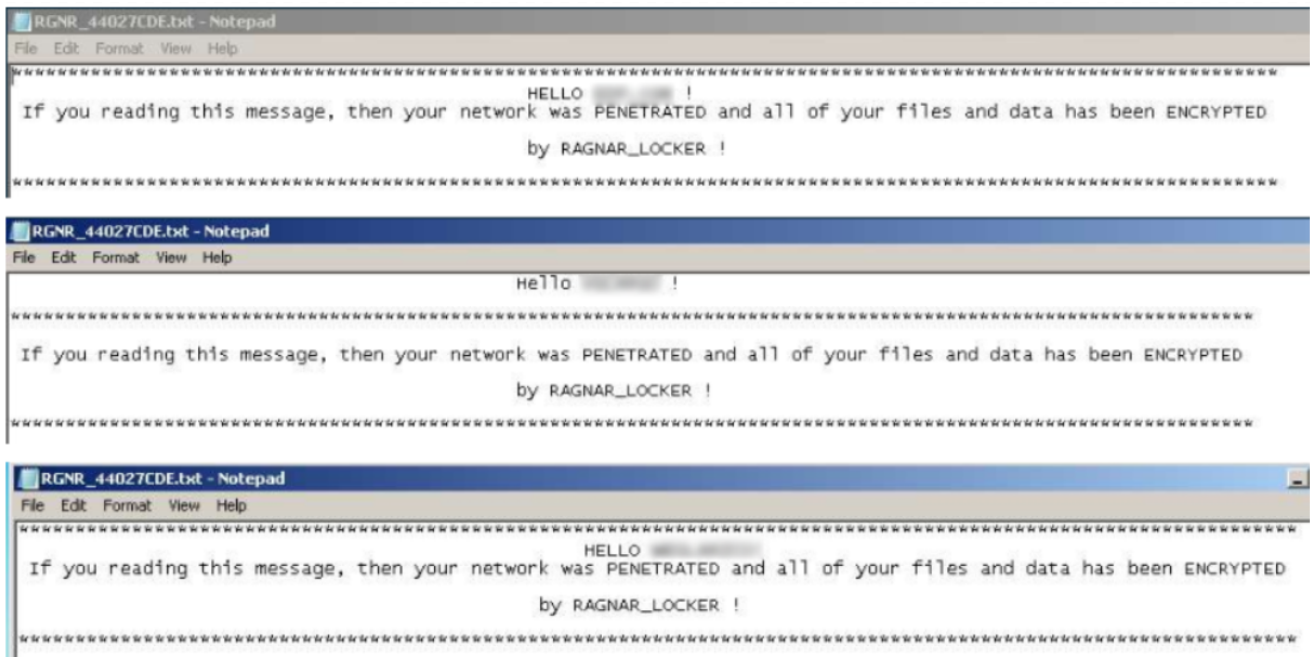 RGNR_44027CDE.txt - Notepad
File Edit Format View Help
*****************************************************************************************************************
HELLO !
If you reading this message, then your network was PENETRATED and all of your files and data has been ENCRYPTED
by RAGNAR_LOCKER !
*****************************************************************************************************************
RGNR_44027CDE.txt - Notepad
File Edit Format View Help
Hello !
*****************************************************************************************************************
If you reading this message, then your network was PENETRATED and all of your files and data has been ENCRYPTED
by RAGNAR_LOCKER !
*****************************************************************************************************************
RGNR_44027CDE.txt - Notepad
File Edit Format View Help
*****************************************************************************************************************
HELLO
If you reading this message, then your network was PENETRATED and all of your files and data has been ENCRYPTED
by RAGNAR_LOCKER !
*****************************************************************************************************************